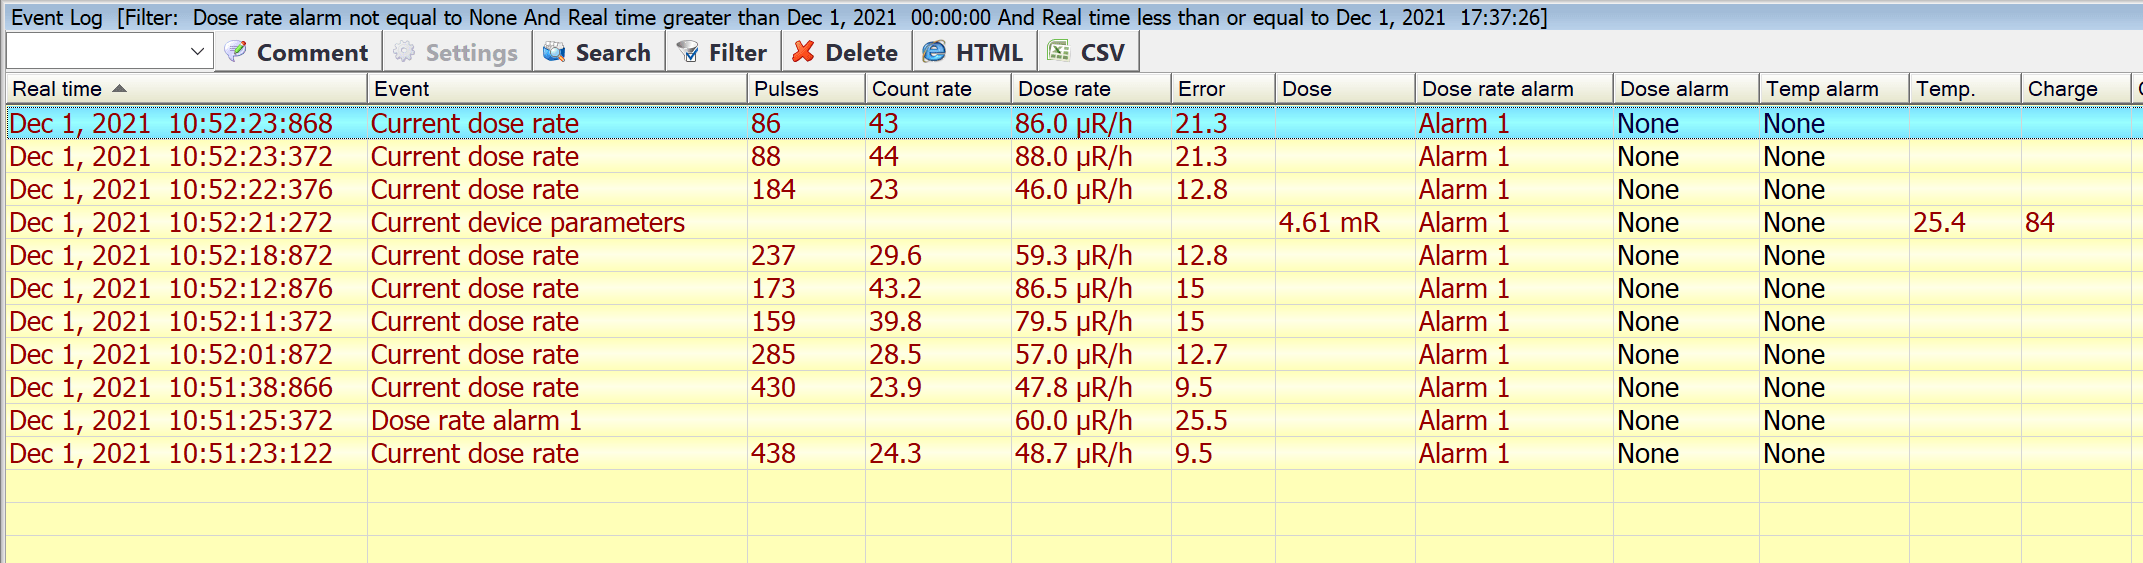 Event Log [Filter: Dose rate alarm not equal to None And Real time greater than Dec 1, 2021 00:00:00 And Real time less than or equal to Dec 1, 2021 17:37:26]
Comment Settings Search Filter Delete HTML CSV
Real time Event Pulses Count rate Dose rate Error Dose Dose rate alarm Dose alarm Temp alarm Temp. Charge
Dec 1, 2021 10:52:23:868 Current dose rate 86 43 86.0 µR/h 21.3 Alarm 1 None None
Dec 1, 2021 10:52:23:372 Current dose rate 88 44 88.0 µR/h 21.3 Alarm 1 None None
Dec 1, 2021 10:52:22:376 Current dose rate 184 23 46.0 µR/h 12.8 Alarm 1 None None
Dec 1, 2021 10:52:21:272 Current device parameters 4.61 mR Alarm 1 None None 25.4 84
Dec 1, 2021 10:52:18:872 Current dose rate 237 29.6 59.3 µR/h 12.8 Alarm 1 None None
Dec 1, 2021 10:52:12:876 Current dose rate 173 43.2 86.5 µR/h 15 Alarm 1 None None
Dec 1, 2021 10:52:11:372 Current dose rate 159 39.8 79.5 µR/h 15 Alarm 1 None None
Dec 1, 2021 10:52:01:872 Current dose rate 285 28.5 57.0 µR/h 12.7 Alarm 1 None None
Dec 1, 2021 10:51:38:866 Current dose rate 430 23.9 47.8 µR/h 9.5 Alarm 1 None None
Dec 1, 2021 10:51:25:372 Dose rate alarm 1 60.0 µR/h 25.5 Alarm 1 None None
Dec 1, 2021 10:51:23:122 Current dose rate 438 24.3 48.7 µR/h 9.5 Alarm 1 None None